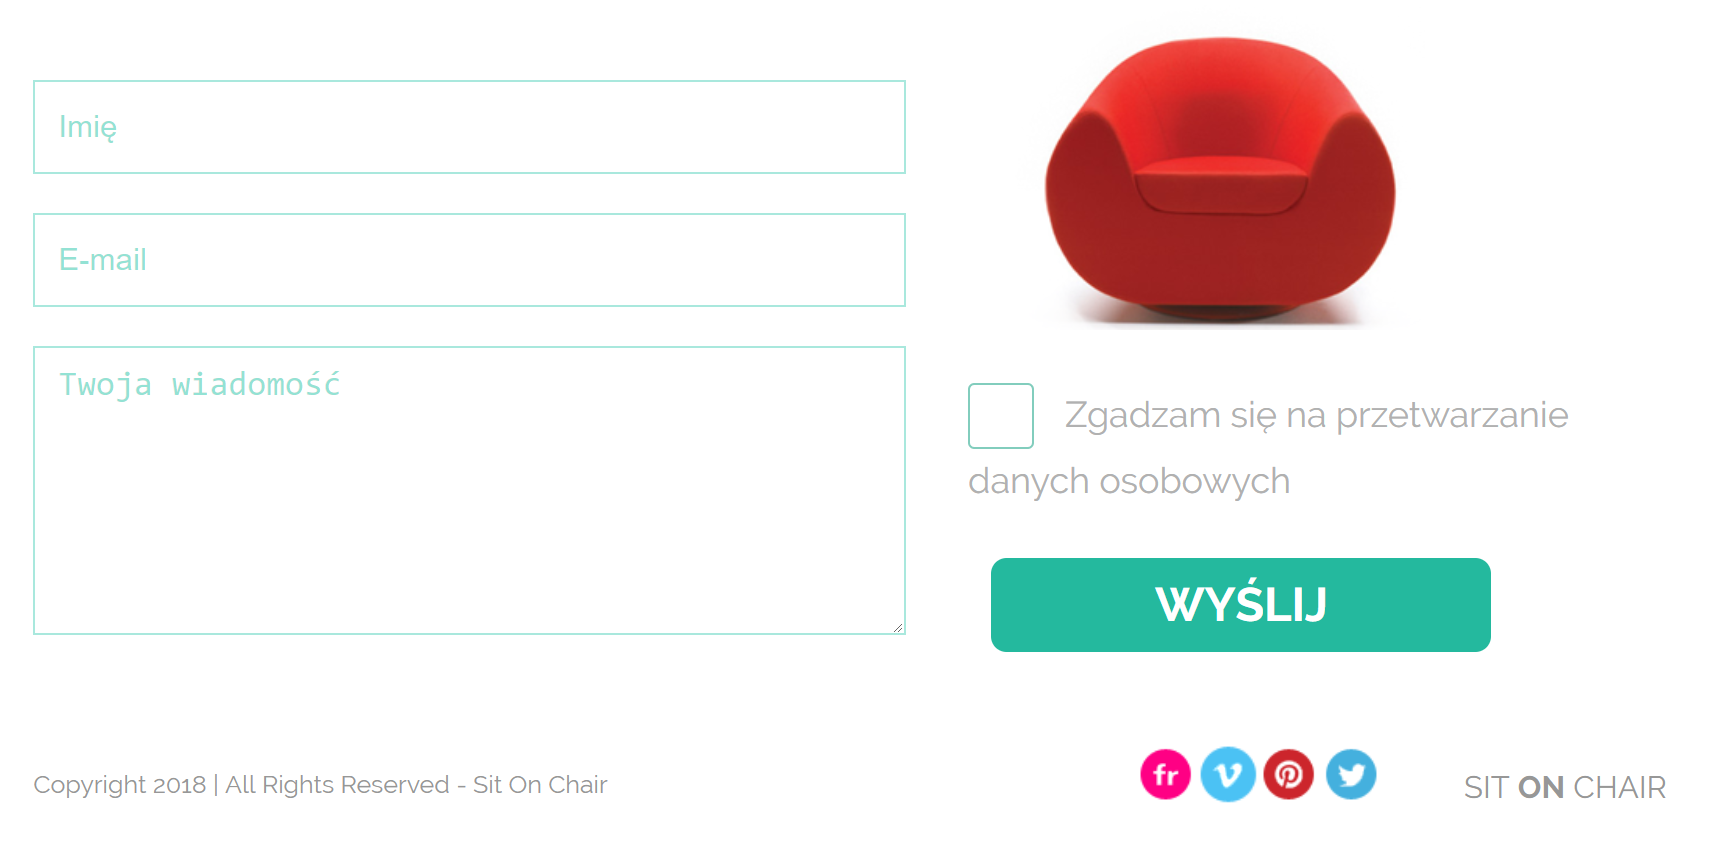 Imię
E-mail
Twoja wiadomość
Zgadzam się na przetwarzanie
danych osobowych
WYŚLIJ
Copyright 2018 | All Rights Reserved - Sit On Chair
fr
SIT ON CHAIR